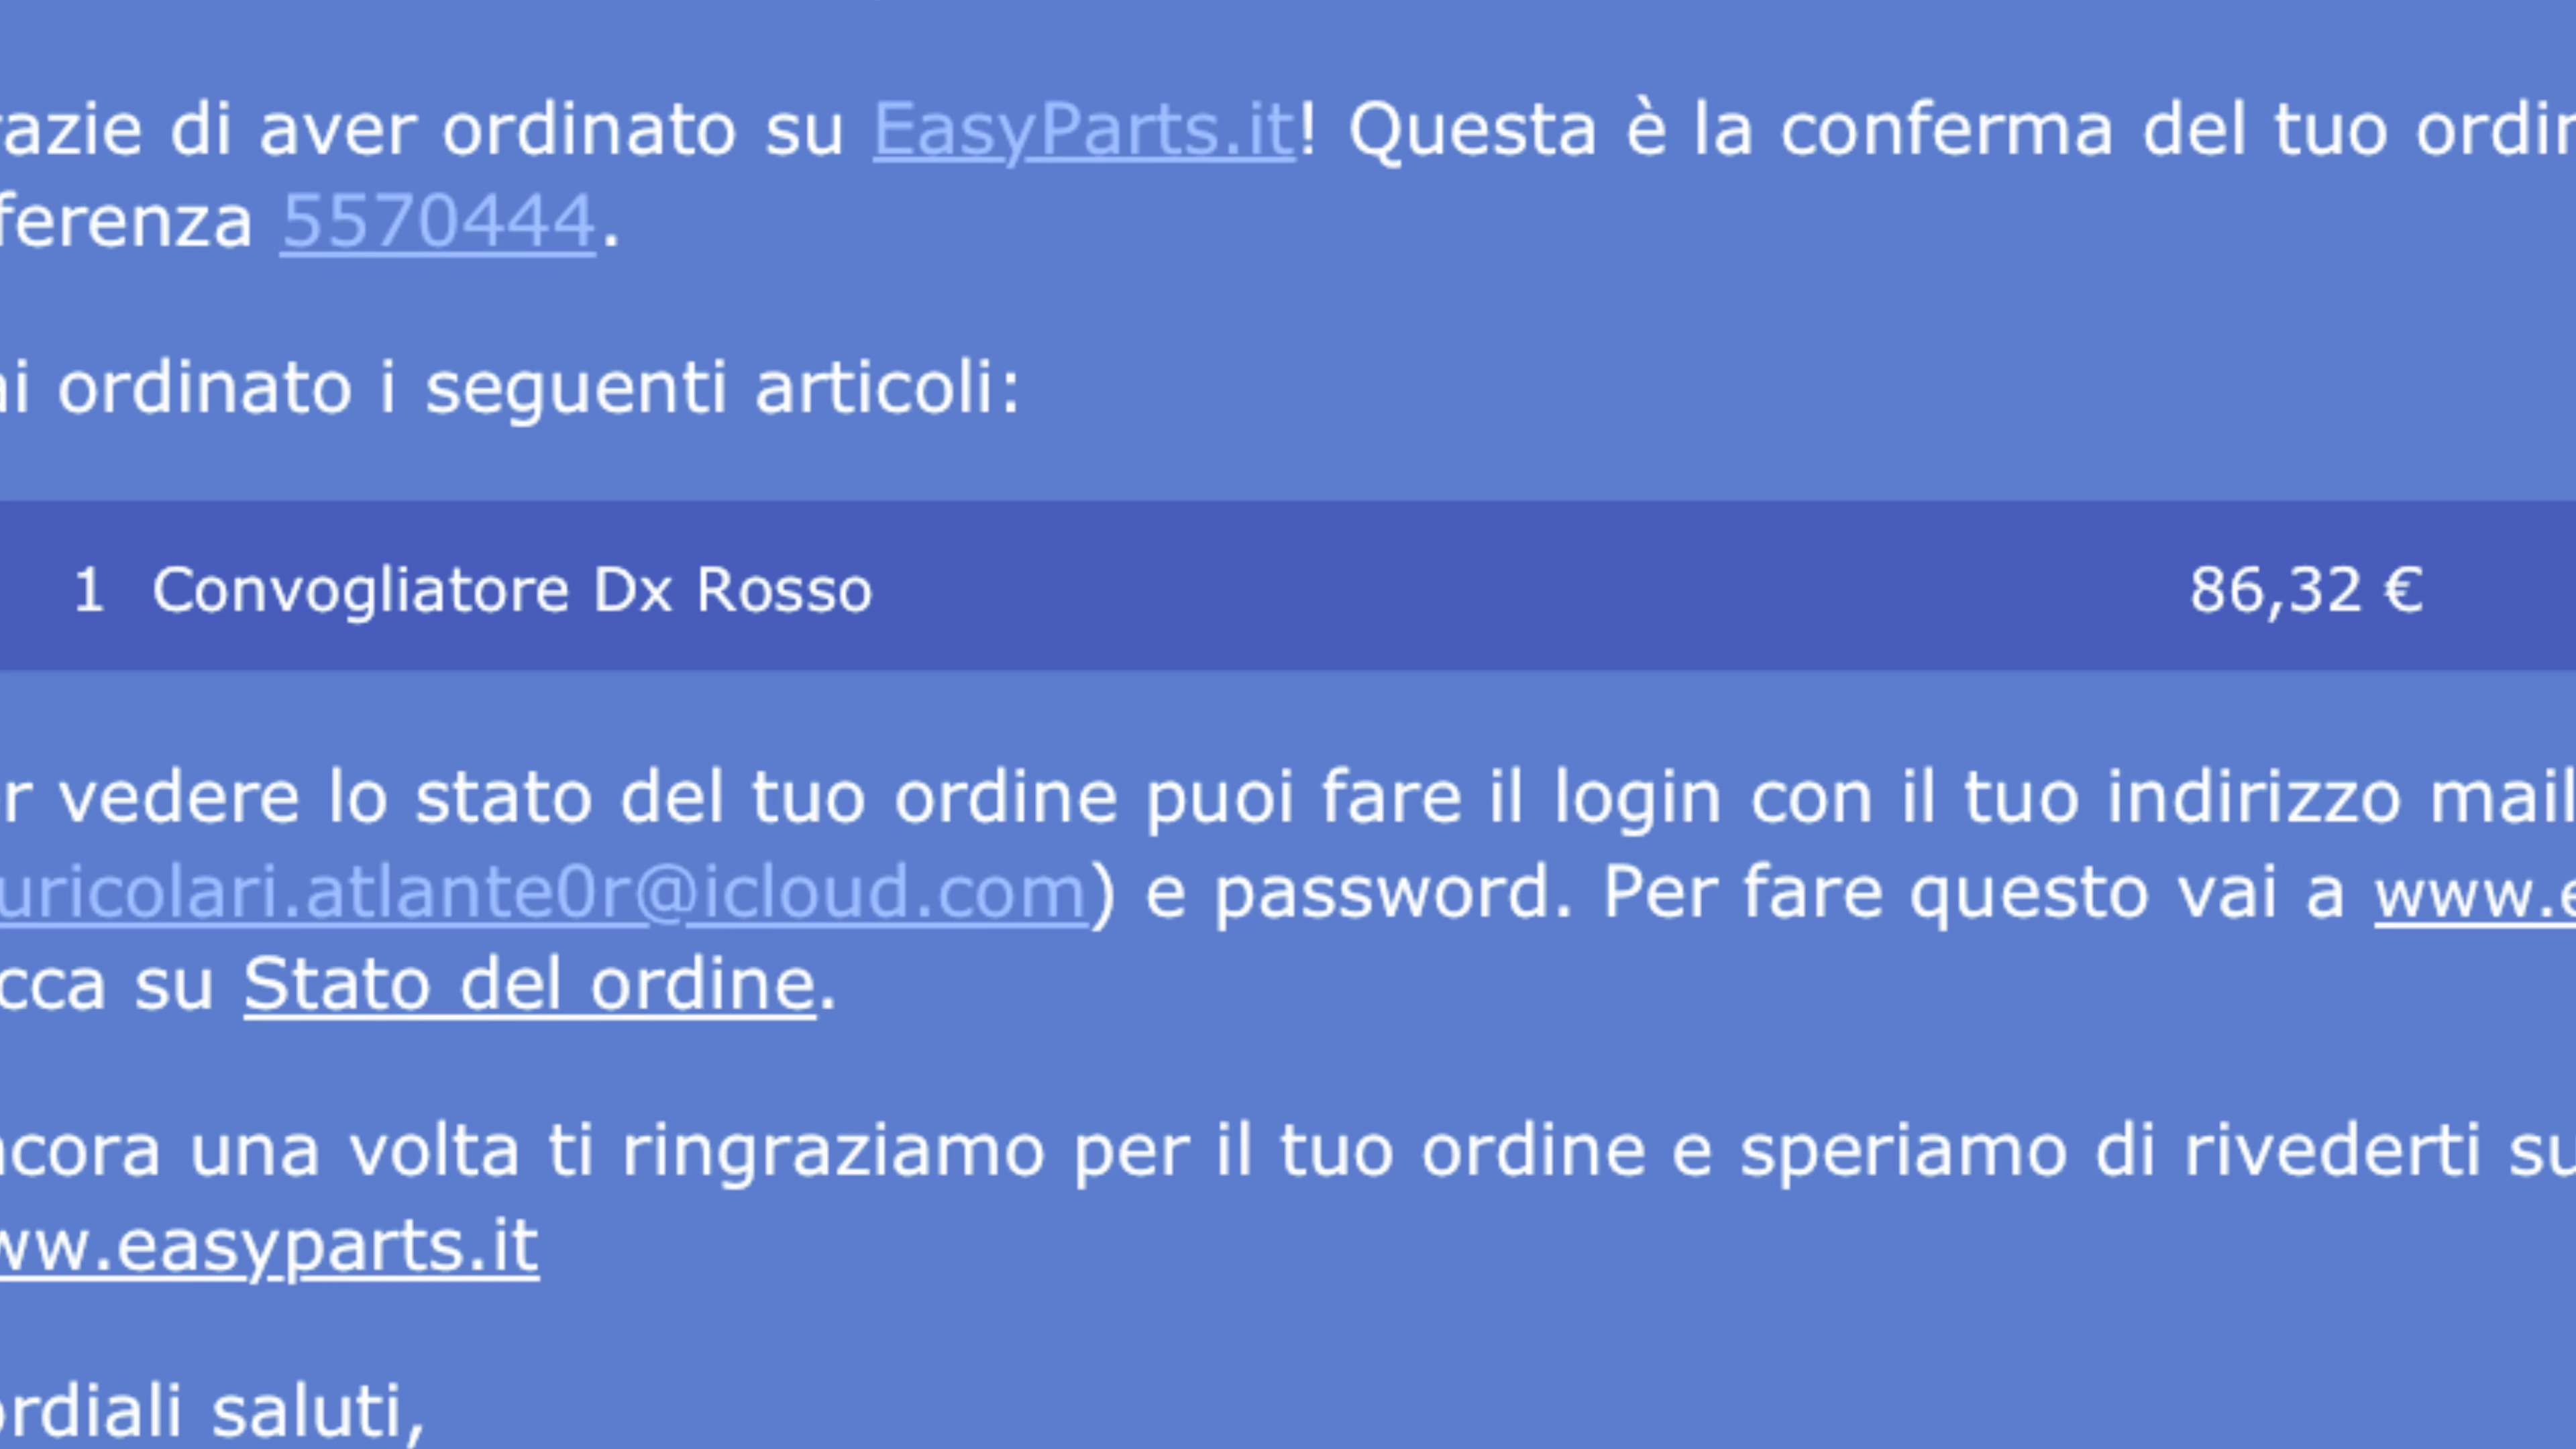 razie di aver ordinato su EasyParts.it! Questa è la conferma del tuo ordin
ferenza 5570444.
ai ordinato i seguenti articoli:
1 Convogliatore Dx Rosso 86,32 €
r vedere lo stato del tuo ordine puoi fare il login con il tuo indirizzo mail
uricolari.atlante0r@icloud.com) e password. Per fare questo vai a www.e
cca su Stato del ordine.
ncora una volta ti ringraziamo per il tuo ordine e speriamo di rivederti su
ww.easyparts.it
ordiali saluti,